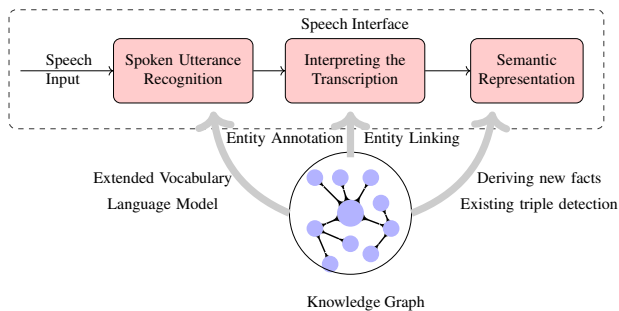 Speech Interface
Speech
Input
Spoken Utterance
Recognition
Interpreting the
Transcription
Semantic
Representation
Entity Annotation
Entity Linking
Extended Vocabulary
Language Model
Deriving new facts
Existing triple detection
Knowledge Graph